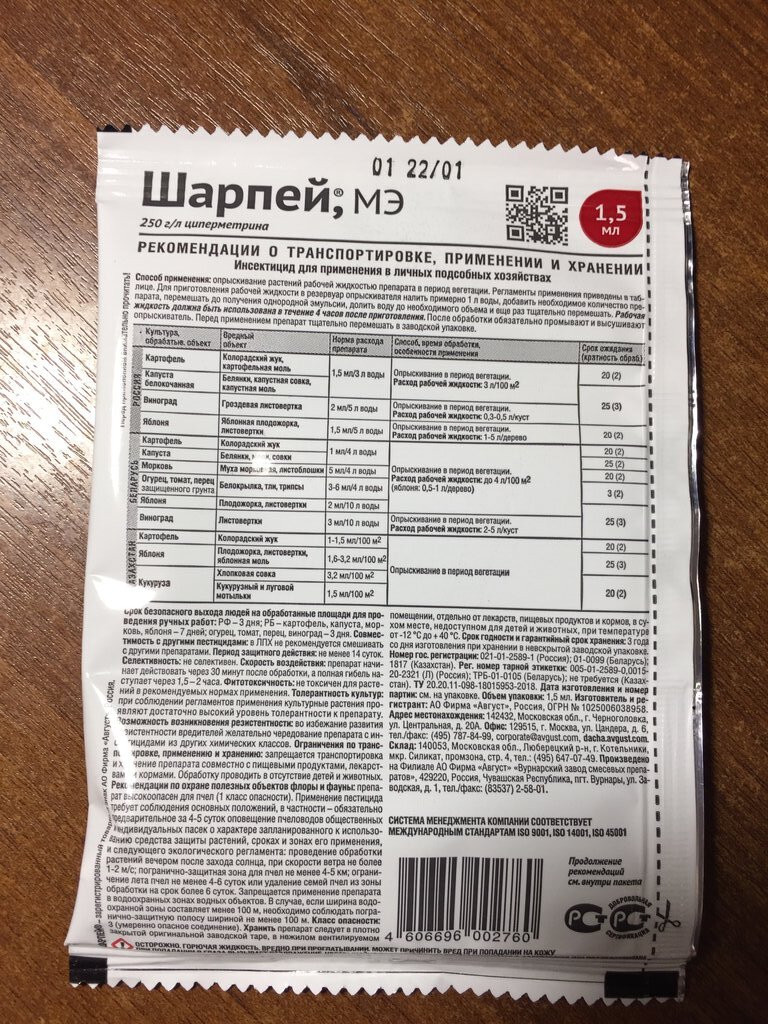 01 22/01
Шарпей,® МЭ
250 г/л циперметрина
1,5
мл
РЕКОМЕНДАЦИИ О ТРАНСПОРТИРОВКЕ, ПРИМЕНЕНИИ И ХРАНЕНИИ
Инсектицид для применения в личных подсобных хозяйствах
Способ применения: опрыскивание растений рабочей жидкостью препарата в период вегетации. Регламенты применения приведены в таб-
лице. Для приготовления рабочей жидкости в резервуар опрыскивателя налить примерно 1 л воды, добавить необходимое количество пре-
парата, перемешать до получения однородной эмульсии, долить воду до необходимого объема и еще раз тщательно перемешать. Рабочая
жидкость должна быть использована в течение 4 часов после приготовления. После обработки обязательно промывают и высушивают
опрыскиватель. Перед применением препарат тщательно перемешать в заводской упаковке.
Культура, обрабатыв. объект Вредный объект Норма расхода препарата Способ, время обработки, особенности применения Срок ожидания (кратность обраб.)
РОССИЯ
Картофель Колорадский жук, картофельная моль 1,5 мл/3 л воды Опрыскивание в период вегетации. Расход рабочей жидкости: 3 л/100 м² 20 (2)
Капуста белокочанная Белянки, капустная совка, капустная моль
Виноград Гроздевая листовертка 2 мл/5 л воды Опрыскивание в период вегетации. Расход рабочей жидкости: 0,3-0,5 л/куст 25 (3)
Яблоня Яблонная плодожорка, листовертки 1,5 мл/5 л воды Опрыскивание в период вегетации. Расход рабочей жидкости: 1-5 л/дерево 20 (2)
БЕЛАРУСЬ
Картофель Колорадский жук 1 мл/4 л воды Опрыскивание в период вегетации. Расход рабочей жидкости: до 4 л/100 м² (яблоня: 0,5-1 л/дерево) 20 (2)
Капуста Белянки, совки 25 (2)
Морковь Муха морковная, листоблошки 5 мл/4 л воды 20 (2)
Огурец, томат, перец защищенного грунта Белокрылка, тли, трипсы 3-6 мл/4 л воды 3 (2)
Яблоня Плодожорки, листовертки 2 мл/10 л воды 25 (3)
Виноград Листовертки 3 мл/10 л воды Опрыскивание в период вегетации. Расход рабочей жидкости: 2-5 л/куст
КАЗАХСТАН
Картофель Колорадский жук 1-1,5 мл/100 м² Опрыскивание в период вегетации 20 (2)
Яблоня Плодожорки, листовертки, яблонная моль 1,6-3,2 мл/100 м² 25 (3)
Кукуруза Хлопковая совка 3,2 мл/100 м² 20 (2)
Кукурузный и луговой мотыльки 1,5 мл/100 м²
Срок безопасного выхода людей на обработанные площади для про-
ведения ручных работ: РФ – 3 дня; РБ – картофель, капуста, мор-
ковь, яблоня – 7 дней; огурец, томат, перец, виноград – 3 дня. Совмес-
тимость с другими пестицидами: в ЛПХ не рекомендуется смешивать
с другими препаратами. Период защитного действия: не менее 14 суток.
Селективность: не селективен. Скорость воздействия: препарат начи-
нает действовать через 30 минут после обработки, а полная гибель на-
ступает через 1,5 – 2 часа. Фитотоксичность: не токсичен для расте-
ний в рекомендуемых нормах применения. Толерантность культур:
при соблюдении регламентов применения культурные растения проя-
вляют достаточно высокий уровень толерантности к препарату.
Возможность возникновения резистентности: во избежание развития
резистентности вредителей желательно чередование препарата с ин-
сектицидами из других химических классов. Ограничения по транс-
портировке, применению и хранению: запрещается транспортировка
и хранение препарата совместно с пищевыми продуктами, лекарст-
вами и кормами. Обработку проводить в отсутствие детей и животных.
Рекомендации по охране полезных объектов флоры и фауны: препа-
рат высокоопасен для пчел (1 класс опасности). Применение пестицида
требует соблюдения основных положений, в частности – обязательно
предварительное за 4-5 суток оповещение пчеловодов общественных
и индивидуальных пасек о характере запланированного к использо-
ванию средства защиты растений, сроках и зонах его применения,
и следующего экологического регламента: проведение обработки
растений вечером после захода солнца, при скорости ветра не более
1-2 м/с; погранично-защитная зона для пчел не менее 4-5 км; ограни-
чение лета пчел не менее 4-6 суток или удаление семей пчел из зоны
обработки на срок более 6 суток. Запрещается применение препарата
в водоохранных зонах водных объектов. В случае, если ширина водо-
охранной зоны составляет менее 100 м, необходимо соблюдать погра-
нично-защитную полосу шириной не менее 100 м. Класс опасности:
3 (умеренно опасное соединение). Хранить препарат следует в плотно
закрытой оригинальной заводской таре, в нежилом вентилируемом
помещении, отдельно от лекарств, пищевых продуктов и кормов, в су-
хом месте, недоступном для детей и животных, при температуре
от -12 °С до + 40 °С. Срок годности и гарантийный срок хранения: 3 года
со дня изготовления при хранении в невскрытой заводской упаковке.
Номер гос. регистрации: 021-01-2589-1 (Россия); 01-0099 (Беларусь);
1817 (Казахстан). Рег. номер тарной этикетки: 005-01-2589-0,0015-
20-2321 (Л) (Россия); ТРБ-01-0105 (Беларусь); не требуется (Казах-
стан). ТУ 20.20.11-098-18015953-2018. Дата изготовления и номер
партии: см. на упаковке. Объем упаковки: 1,5 мл. Изготовитель и ре-
гистрант: АО Фирма «Август», Россия, ОГРН № 1025006038958.
Адрес местонахождения: 142432, Московская обл., г. Черноголовка,
ул. Центральная, д. 20А. Офис: 129515, г. Москва, ул. Цандера, д. 6,
тел./факс: (495) 787-84-99, corporate@avgust.com, dacha.avgust.com.
Склад: 140053, Московская обл., Люберецкий р-н, г. Котельники,
мкр. Силикат, промзона, стр. 4, тел.: (495) 647-07-49. Произведено
на Филиале АО Фирма «Август» «Вурнарский завод смесевых препа-
ратов», 429220, Россия, Чувашская Республика, пгт. Вурнары, ул. За-
водская, д. 1, тел./факс: (83537) 2-58-01.
СИСТЕМА МЕНЕДЖМЕНТА КОМПАНИИ СООТВЕТСТВУЕТ
МЕЖДУНАРОДНЫМ СТАНДАРТАМ ISO 9001, ISO 14001, ISO 45001
Продолжение
рекомендаций
см. внутри пакета
4 606696 002760
ДОБРОВОЛЬНАЯ
СЕРТИФИКАЦИЯ
ОСТОРОЖНО. ГОРЮЧАЯ ЖИДКОСТЬ. ВРЕДНО ПРИ ПРОГЛАТЫВАНИИ. МОЖЕТ ПРИЧИНИТЬ ВРЕД ПРИ ПОПАДАНИИ НА КОЖУ